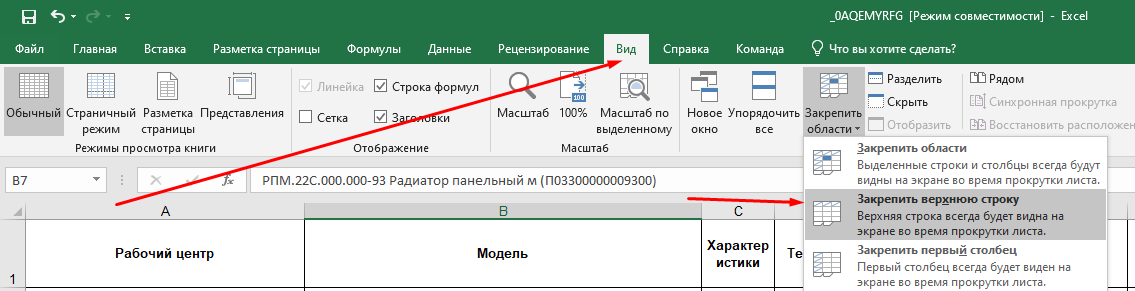 _0AQEMYRFG [Режим совместимости] - Excel
Файл Главная Вставка Разметка страницы Формулы Данные Рецензирование Вид Справка Команда Что вы хотите сделать?
Обычный
Страничный режим
Разметка страницы
Представления
Режимы просмотра книги
Линейка
Строка формул
Сетка
Заголовки
Отображение
Масштаб
100
100%
Масштаб по выделенному
Масштаб
Новое окно
Упорядочить все
Закрепить области
Разделить
Скрыть
Отобразить
Рядом
Синхронная прокрутка
Восстановить расположен
Закрепить области
Выделенные строки и столбцы всегда будут
видны на экране во время прокрутки листа.
Закрепить верхнюю строку
Верхняя строка всегда будет видна на
экране во время прокрутки листа.
Закрепить первый столбец
Первый столбец всегда будет виден на
экране во время прокрутки листа.
B7 fx РПМ.22С.000.000-93 Радиатор панельный м (П03300000009300)
A B C
1 Рабочий центр Модель
Характер
истики
Те